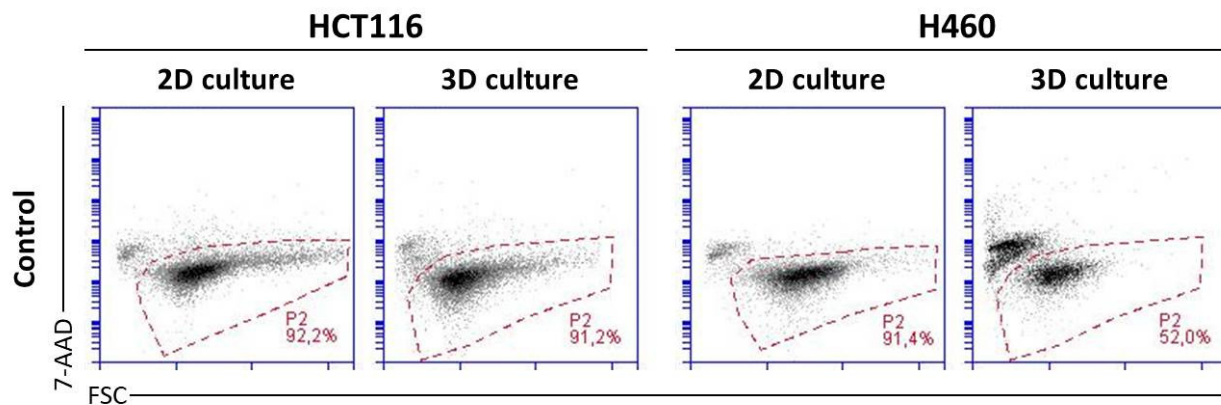 HCT116
H460
2D culture
3D culture
2D culture
3D culture
Control
7-AAD
P2
92,2%
P2
91,2%
P2
91,4%
P2
52,0%
FSC